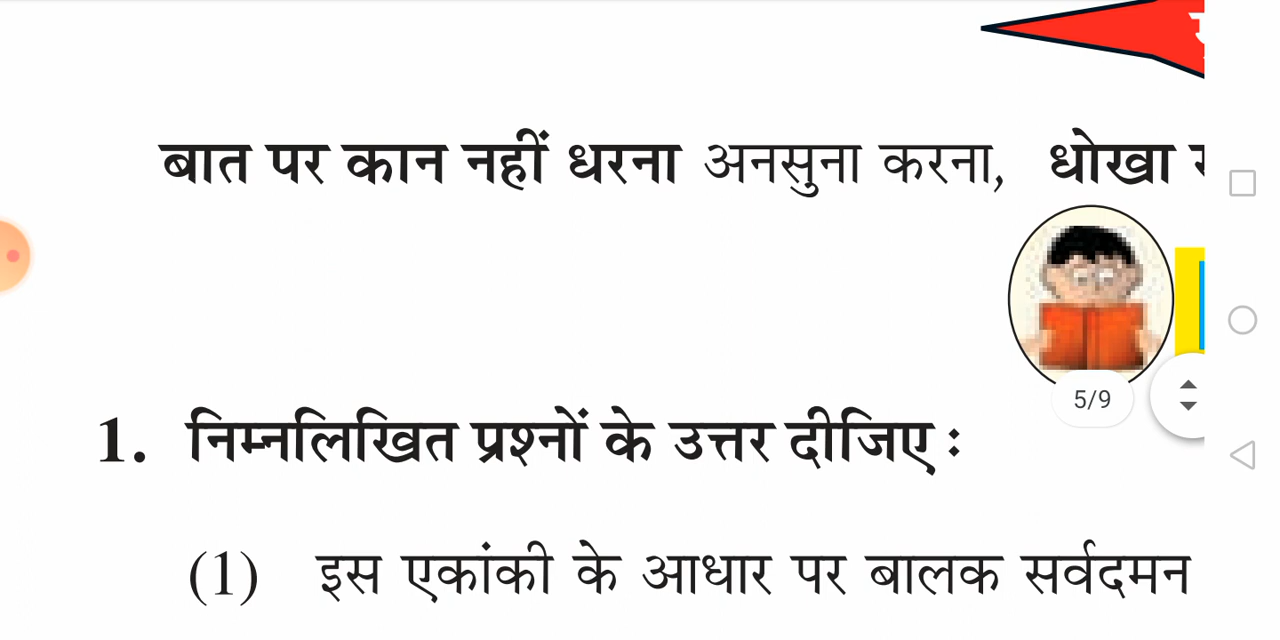 बात पर कान नहीं धरना अनसुना करना, धोखा
5/9
1. निम्नलिखित प्रश्नों के उत्तर दीजिए :
(1) इस एकांकी के आधार पर बालक सर्वदमन